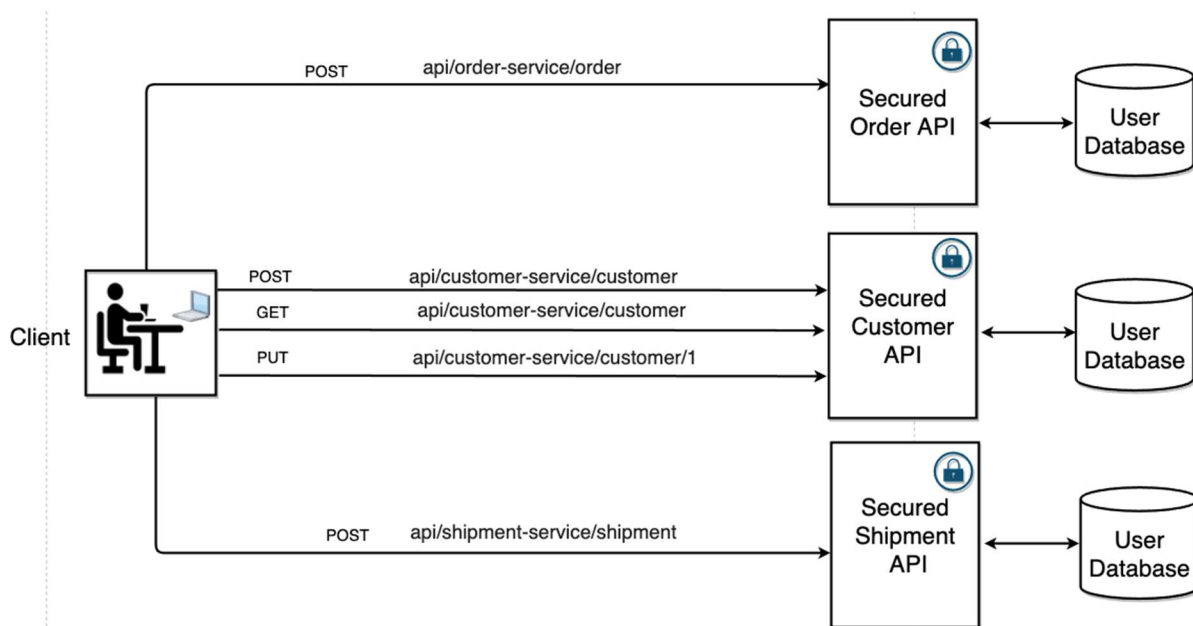 POST api/order-service/order
Secured
Order API
User
Database
Client
POST api/customer-service/customer
GET api/customer-service/customer
PUT api/customer-service/customer/1
Secured
Customer
API
User
Database
POST api/shipment-service/shipment
Secured
Shipment
API
User
Database